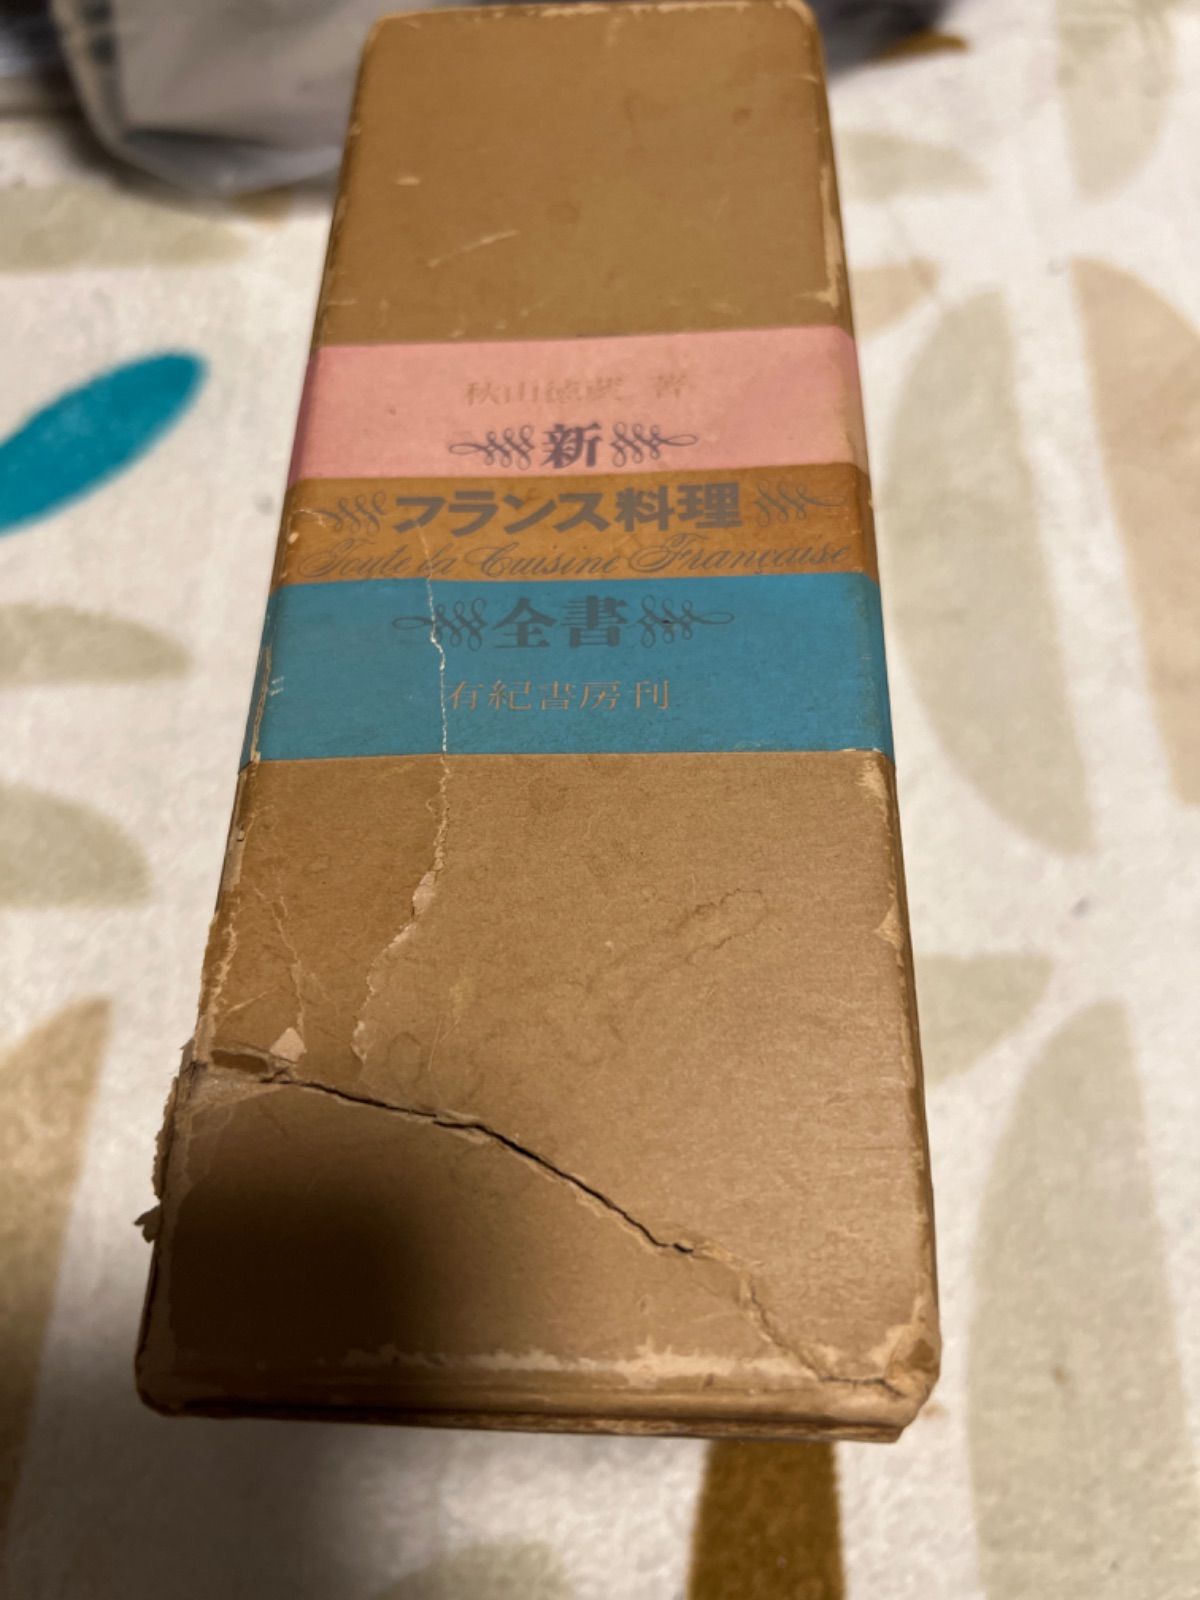 秋山徳蔵 著
新
フランス料理
Toute la Cuisine Française
全書
有紀書房刊